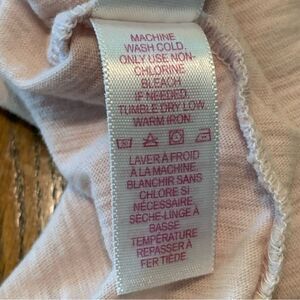 MACHINE
WASH COLD.
ONLY USE NON-
CHLORINE
BLEACH
IF NEEDED.
TUMBLE DRY LOW
WARM IRON.
LAVER À FROID
À LA MACHINE.
BLANCHIR SANS
CHLORE SI
NÉCESSAIRE.
SÈCHE-LINGE À
BASSE
TEMPÉRATURE
REPASSER À
FER TIÈDE